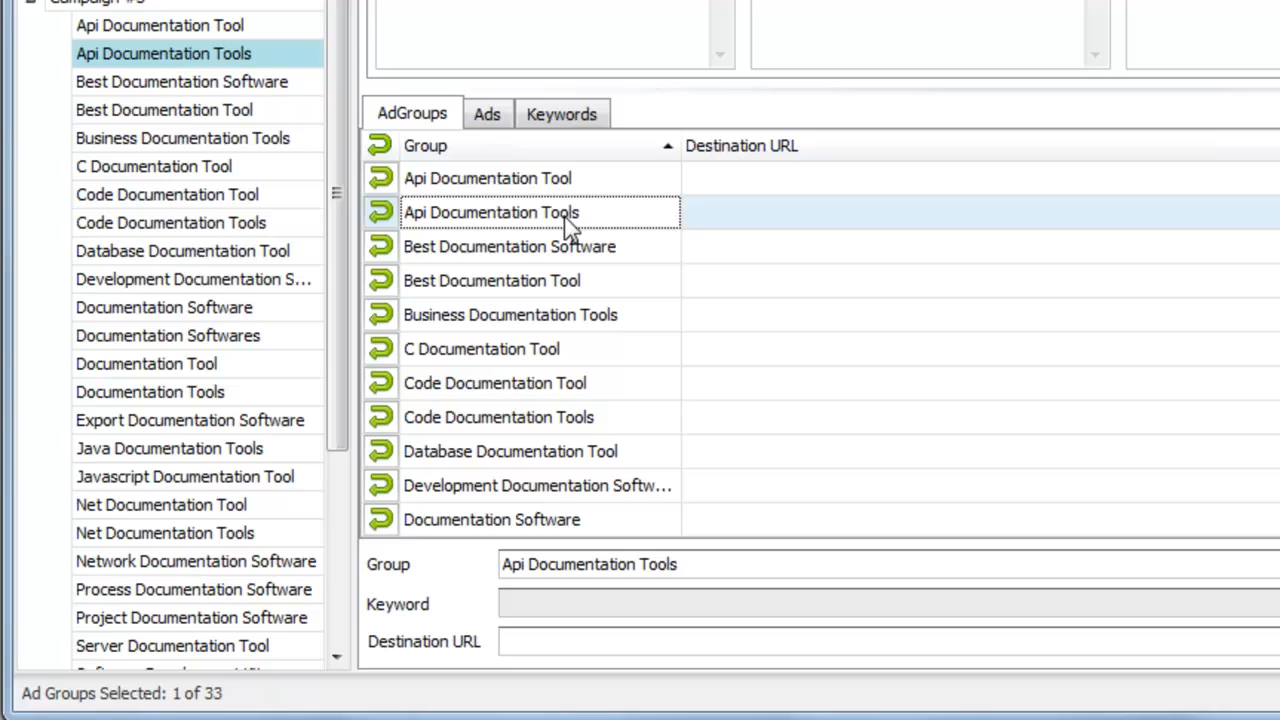 Api Documentation Tool
Api Documentation Tools
Best Documentation Software
Best Documentation Tool
Business Documentation Tools
C Documentation Tool
Code Documentation Tool
Code Documentation Tools
Database Documentation Tool
Development Documentation S...
Documentation Software
Documentation Softwares
Documentation Tool
Documentation Tools
Export Documentation Software
Java Documentation Tools
Javascript Documentation Tool
Net Documentation Tool
Net Documentation Tools
Network Documentation Software
Process Documentation Software
Project Documentation Software
Server Documentation Tool
AdGroups Ads Keywords
Group Destination URL
Api Documentation Tool
Api Documentation Tools
Best Documentation Software
Best Documentation Tool
Business Documentation Tools
C Documentation Tool
Code Documentation Tool
Code Documentation Tools
Database Documentation Tool
Development Documentation Softw...
Documentation Software
Group Api Documentation Tools
Keyword
Destination URL
Ad Groups Selected: 1 of 33